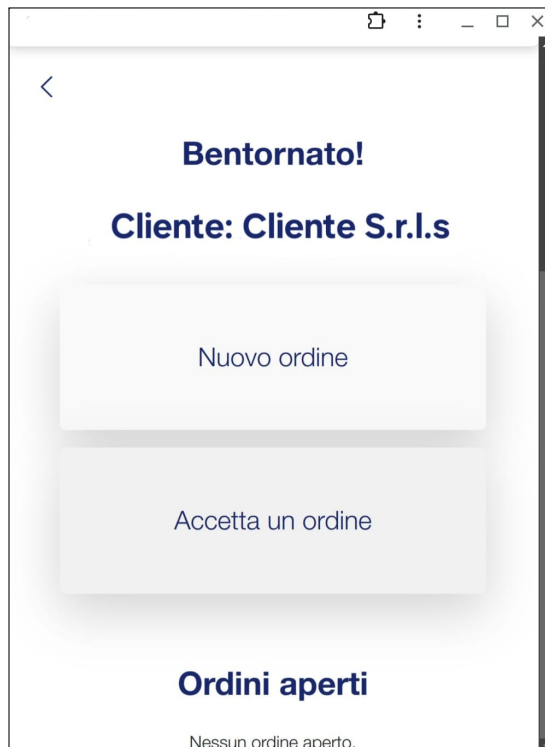 Bentornato!
Cliente: Cliente S.r.l.s
Nuovo ordine
Accetta un ordine
Ordini aperti
Nessun ordine aperto.